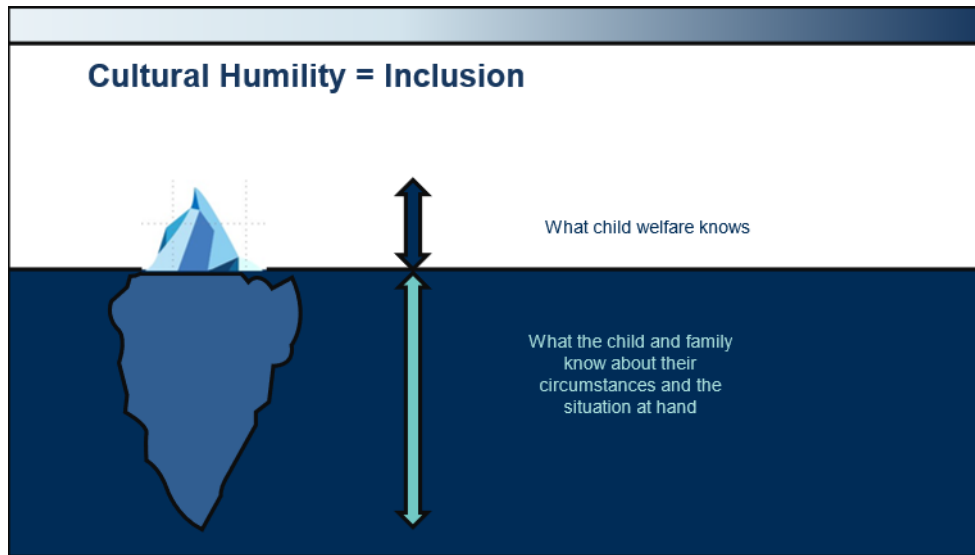 Cultural Humility = Inclusion
What child welfare knows
What the child and family
know about their
circumstances and the
situation at hand